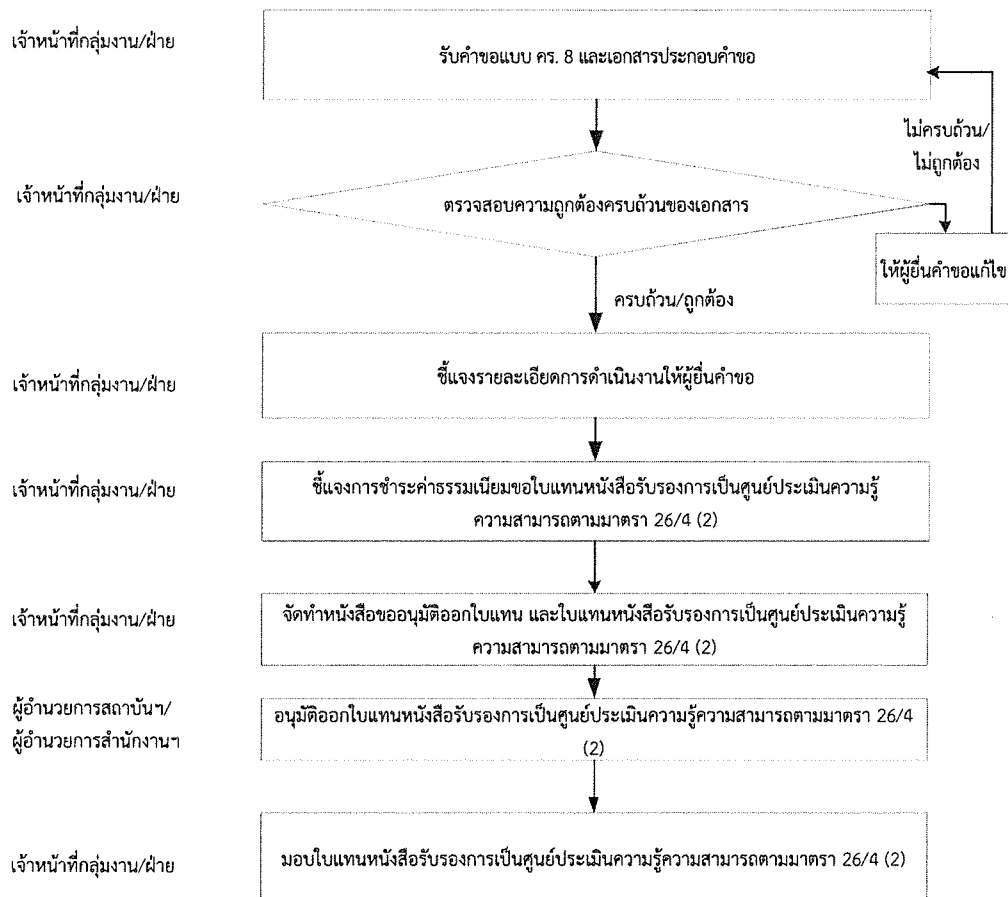 เจ้าหน้าที่กลุ่มงาน/ฝ่าย
รับคำขอแบบ คร. 8 และเอกสารประกอบคำขอ
ไม่ครบถ้วน/
ไม่ถูกต้อง
เจ้าหน้าที่กลุ่มงาน/ฝ่าย
ตรวจสอบความถูกต้องครบถ้วนของเอกสาร
ให้ผู้ยื่นคำขอแก้ไข
ครบถ้วน/ถูกต้อง
เจ้าหน้าที่กลุ่มงาน/ฝ่าย
ชี้แจงรายละเอียดการดำเนินงานให้ผู้ยื่นคำขอ
เจ้าหน้าที่กลุ่มงาน/ฝ่าย
ชี้แจงการชำระค่าธรรมเนียมขอใบแทนหนังสือรับรองการเป็นศูนย์ประเมินความรู้
ความสามารถตามมาตรา 26/4 (2)
เจ้าหน้าที่กลุ่มงาน/ฝ่าย
จัดทำหนังสือขออนุมัติออกใบแทน และใบแทนหนังสือรับรองการเป็นศูนย์ประเมินความรู้
ความสามารถตามมาตรา 26/4 (2)
ผู้อำนวยการสถาบันฯ/
ผู้อำนวยการสำนักงานฯ
อนุมัติออกใบแทนหนังสือรับรองการเป็นศูนย์ประเมินความรู้ความสามารถตามมาตรา 26/4
(2)
เจ้าหน้าที่กลุ่มงาน/ฝ่าย
มอบใบแทนหนังสือรับรองการเป็นศูนย์ประเมินความรู้ความสามารถตามมาตรา 26/4 (2)